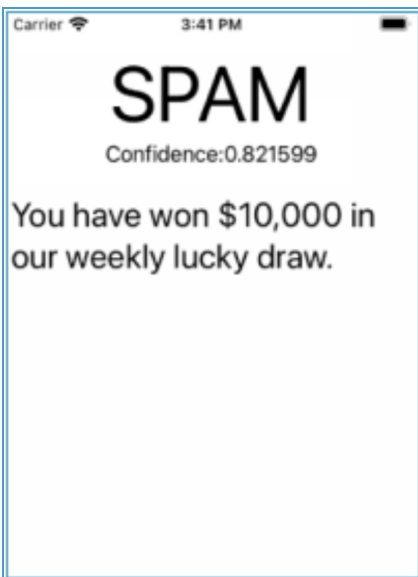 Carrier 3:41 PM
SPAM
Confidence:0.821599
You have won $10,000 in
our weekly lucky draw.